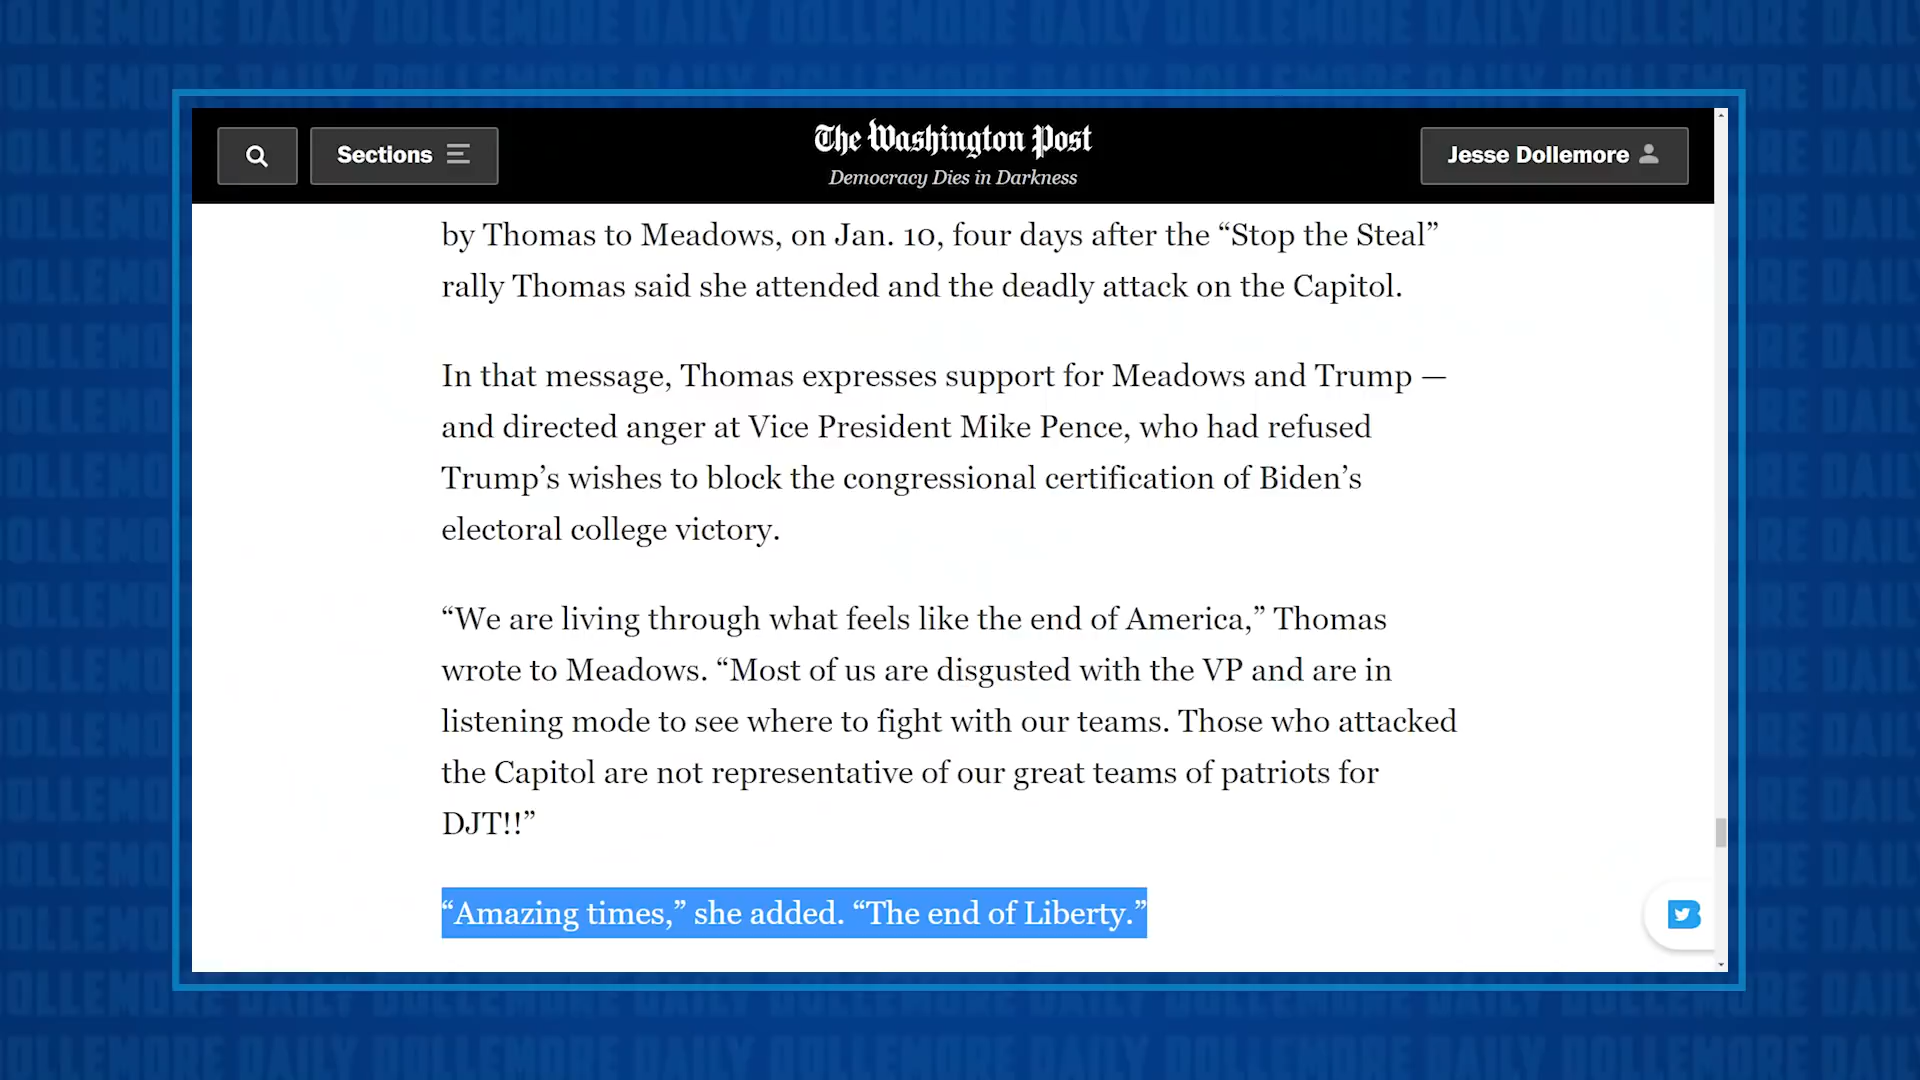 The Washington Post
Democracy Dies in Darkness
Sections
Jesse Dollemore
by Thomas to Meadows, on Jan. 10, four days after the “Stop the Steal”
rally Thomas said she attended and the deadly attack on the Capitol.
In that message, Thomas expresses support for Meadows and Trump —
and directed anger at Vice President Mike Pence, who had refused
Trump’s wishes to block the congressional certification of Biden’s
electoral college victory.
“We are living through what feels like the end of America,” Thomas
wrote to Meadows. “Most of us are disgusted with the VP and are in
listening mode to see where to fight with our teams. Those who attacked
the Capitol are not representative of our great teams of patriots for
DJT!!”
“Amazing times,” she added. “The end of Liberty.”
DOLLEMORE DAILY